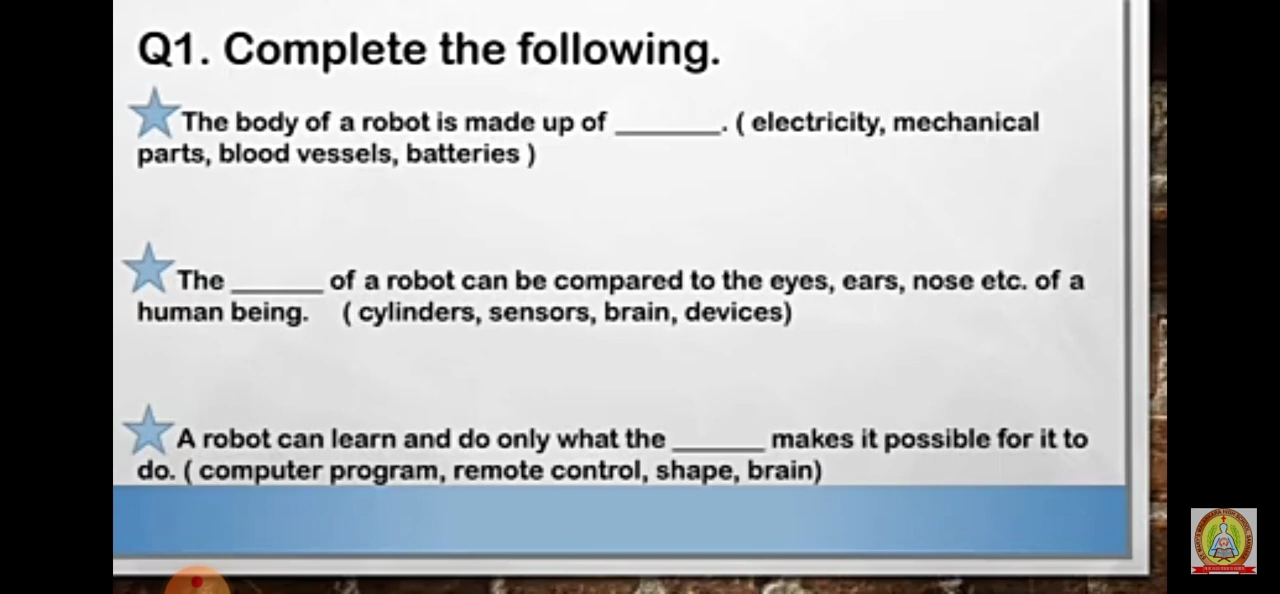 Q1. Complete the following.
The body of a robot is made up of ________. ( electricity, mechanical
parts, blood vessels, batteries )
The _______ of a robot can be compared to the eyes, ears, nose etc. of a
human being. ( cylinders, sensors, brain, devices)
A robot can learn and do only what the _______ makes it possible for it to
do. ( computer program, remote control, shape, brain)